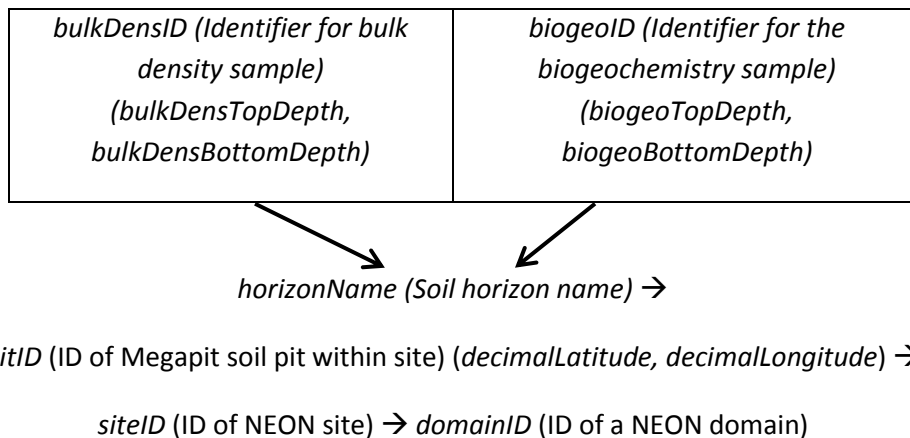 bulkDensID (Identifier for bulk
density sample)
(bulkDensTopDepth,
bulkDensBottomDepth)
biogeoID (Identifier for the
biogeochemistry sample)
(biogeoTopDepth,
biogeoBottomDepth)
horizonName (Soil horizon name) →
itID (ID of Megapit soil pit within site) (decimalLatitude, decimalLongitude) →
siteID (ID of NEON site) → domainID (ID of a NEON domain)